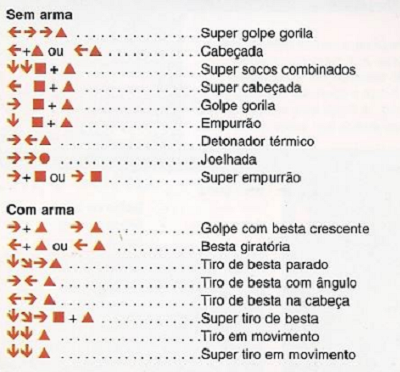 Sem arma
←→→▲ ..............Super golpe gorila
←+▲ ou ←▲ ..............Cabeçada
↓↓■+▲ ..............Super socos combinados
← ■+▲ ..............Super cabeçada
→ ■+▲ ..............Golpe gorila
↓ ■+▲ ..............Empurrão
→←▲ ..............Detonador térmico
→→● ..............Joelhada
→+■ ou →■ ..............Super empurrão
Com arma
→+▲ →▲ ..............Golpe com besta crescente
←+▲ ou ←▲ ..............Besta giratória
↓↘→▲ ..............Tiro de besta parado
→←▲ ..............Tiro de besta com ângulo
←→▲ ..............Tiro de besta na cabeça
↓↘→■+▲ ..............Super tiro de besta
↓↓▲ ..............Tiro em movimento
↓↓▲ ..............Super tiro em movimento